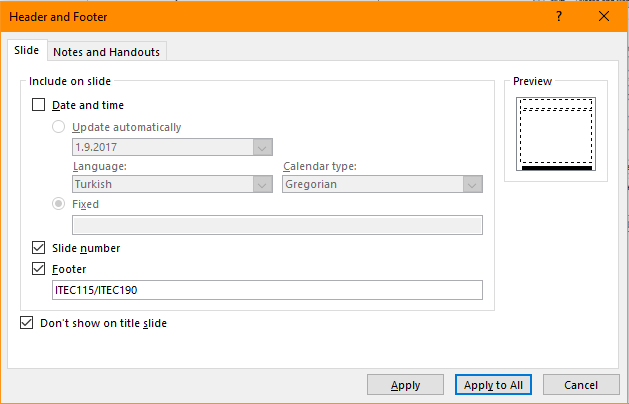 Header and Footer ?
Slide Notes and Handouts
Include on slide
Preview
Date and time
Update automatically
1.9.2017
Language: Calendar type:
Turkish Gregorian
Fixed
Slide number
Footer
ITEC115/ITEC190
Don't show on title slide
Apply Apply to All Cancel